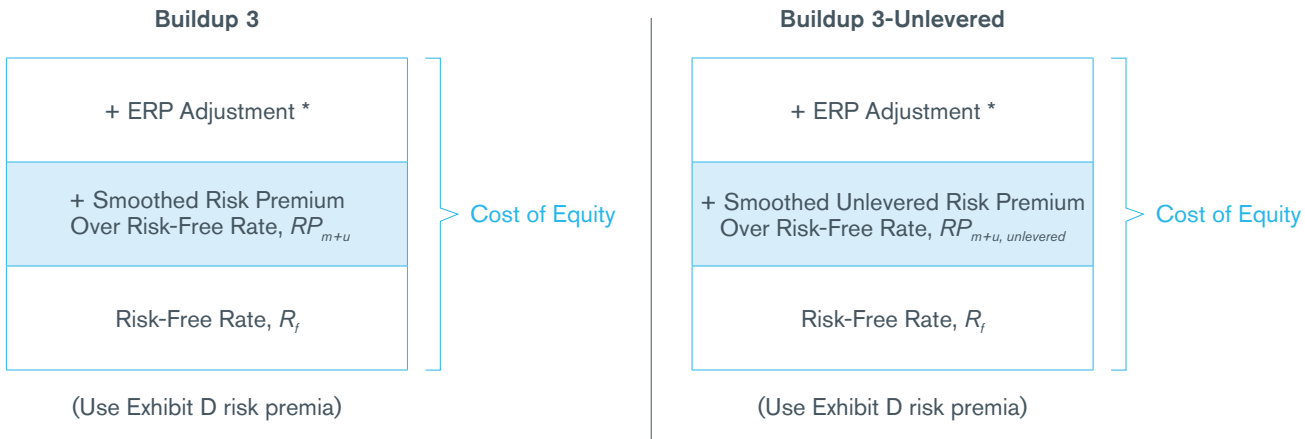 Buildup 3
+ ERP Adjustment *
+ Smoothed Risk Premium
Over Risk-Free Rate, RPm+u
Risk-Free Rate, Rf
Cost of Equity
(Use Exhibit D risk premia)
Buildup 3-Unlevered
+ ERP Adjustment *
+ Smoothed Unlevered Risk Premium
Over Risk-Free Rate, RPm+u, unlevered
Risk-Free Rate, Rf
Cost of Equity
(Use Exhibit D risk premia)